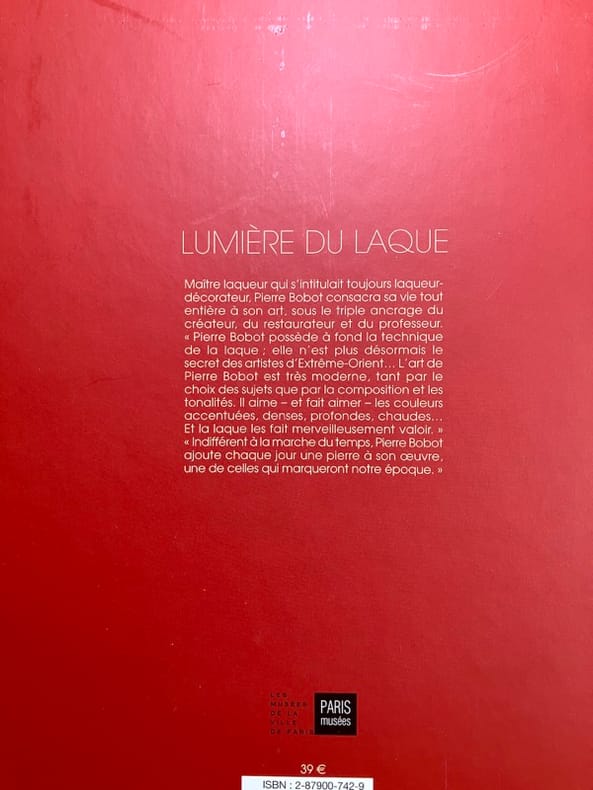 LUMIÈRE DU LAQUE
Maître laqueur qui s'intitulait toujours laqueur-
décorateur, Pierre Bobot consacra sa vie tout
entière à son art, sous le triple ancrage du
créateur, du restaurateur et du professeur.
« Pierre Bobot possède à fond la technique
de la laque ; elle n'est plus désormais le
secret des artistes d'Extrême-Orient... L'art de
Pierre Bobot est très moderne, tant par le
choix des sujets que par la composition et les
tonalités. Il aime – et fait aimer – les couleurs
accentuées, denses, profondes, chaudes...
Et la laque les fait merveilleusement valoir. »
« Indifférent à la marche du temps, Pierre Bobot
ajoute chaque jour une pierre à son œuvre,
une de celles qui marqueront notre époque. »
LES
MUSÉES
DE LA
VILLE
DE PARIS
PARIS
musées
39 €
ISBN : 2-87900-742-9